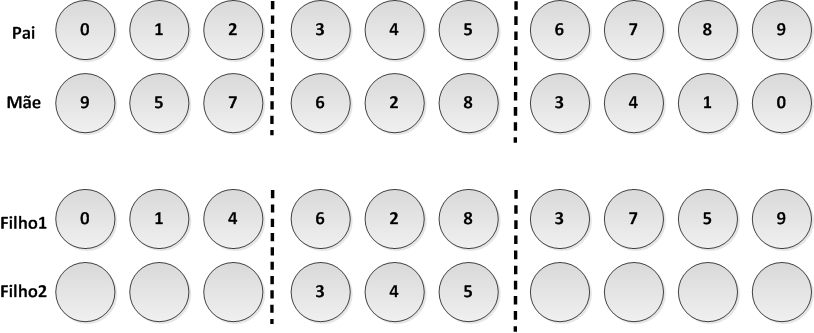 Pai 0 1 2 3 4 5 6 7 8 9
Mãe 9 5 7 6 2 8 3 4 1 0
Filho1 0 1 4 6 2 8 3 7 5 9
Filho2 3 4 5